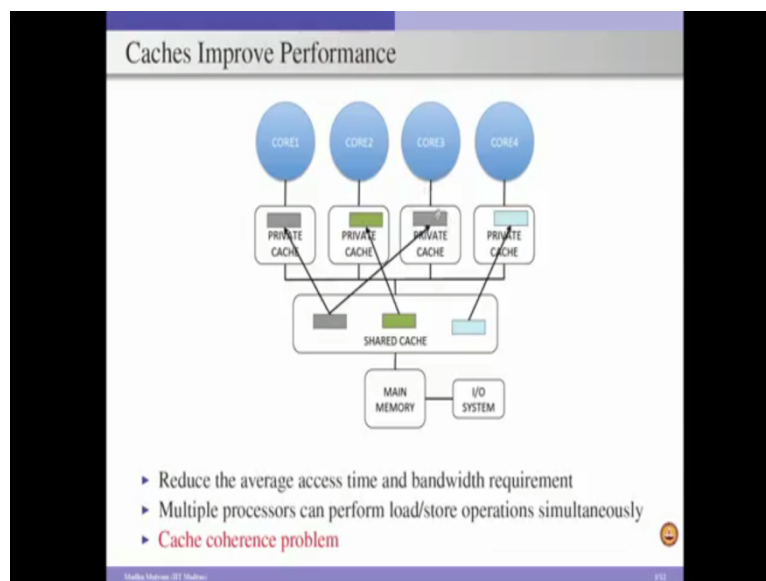 Caches Improve Performance
CORE1 CORE2 CORE3 CORE4
PRIVATE PRIVATE PRIVATE PRIVATE
CACHE CACHE CACHE CACHE
SHARED CACHE
MAIN I/O
MEMORY SYSTEM
Reduce the average access time and bandwidth requirement
Multiple processors can perform load/store operations simultaneously
Cache coherence problem
(IIT Madras)